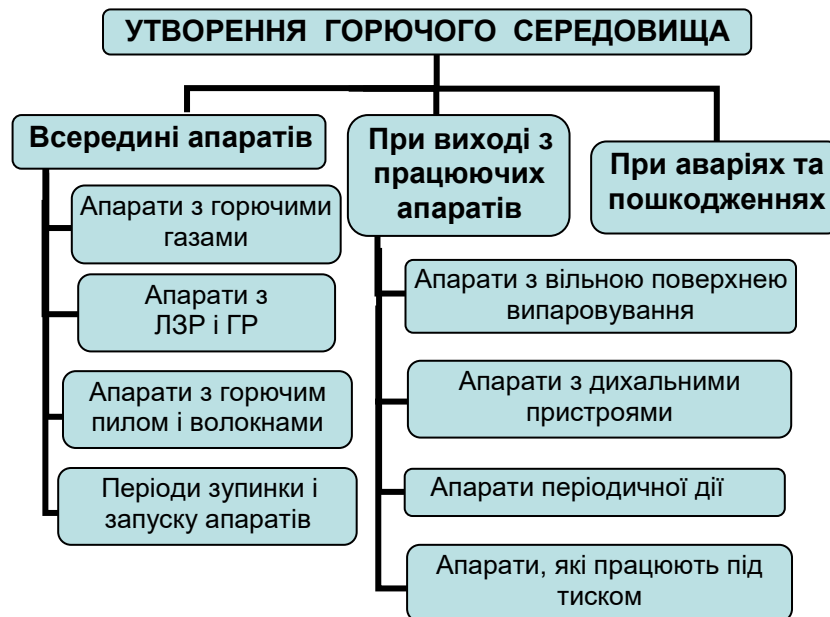 УТВОРЕННЯ ГОРЮЧОГО СЕРЕДОВИЩА
Всередині апаратів
Апарати з горючими
газами
Апарати з
ЛЗР і ГР
Апарати з горючим
пилом і волокнами
Періоди зупинки і
запуску апаратів
При виході з
працюючих
апаратів
Апарати з вільною поверхнею
випаровування
Апарати з дихальними
пристроями
Апарати періодичної дії
Апарати, які працюють під
тиском
При аваріях та
пошкодженнях